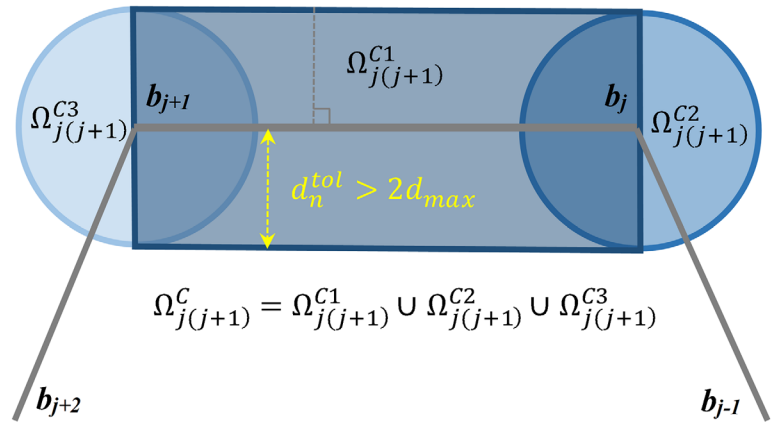 Ω^{C1}_{j(j+1)}
b_{j+1} b_j
Ω^{C3}_{j(j+1)} Ω^{C2}_{j(j+1)}
d_n^{tol} > 2d_{max}
Ω^C_{j(j+1)} = Ω^{C1}_{j(j+1)} ∪ Ω^{C2}_{j(j+1)} ∪ Ω^{C3}_{j(j+1)}
b_{j+2} b_{j-1}